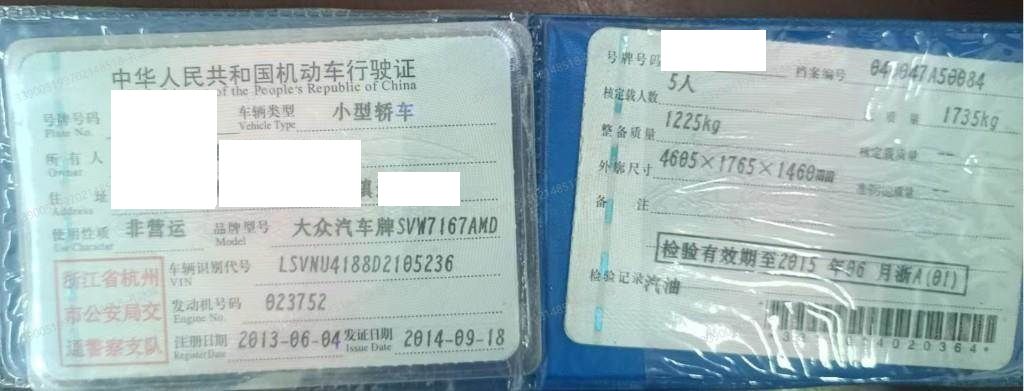 中华人民共和国机动车行驶证
of the People's Republic of China
号牌号码
Plate No.
车辆类型 小型轿车
Vehicle Type
所有人
Owner
住址
Address
使用性质 非营运 品牌型号 大众汽车牌SVW7167AMD
Use Character Model
浙江省杭州
市公安局交
通警察支队
车辆识别代号 LSVNU4188D2105236
VIN
发动机号码 023752
Engine No.
注册日期 2013-06-04 发证日期 2014-09-18
Register Date Issue Date
号牌号码 档案编号
核定载人数 5人 质量 1735kg
整备质量 1225kg 核定载质量 --
外廓尺寸 4605×1765×1460mm 质量 --
备注
检验有效期至2015年06月浙A(01)
检验记录 汽油